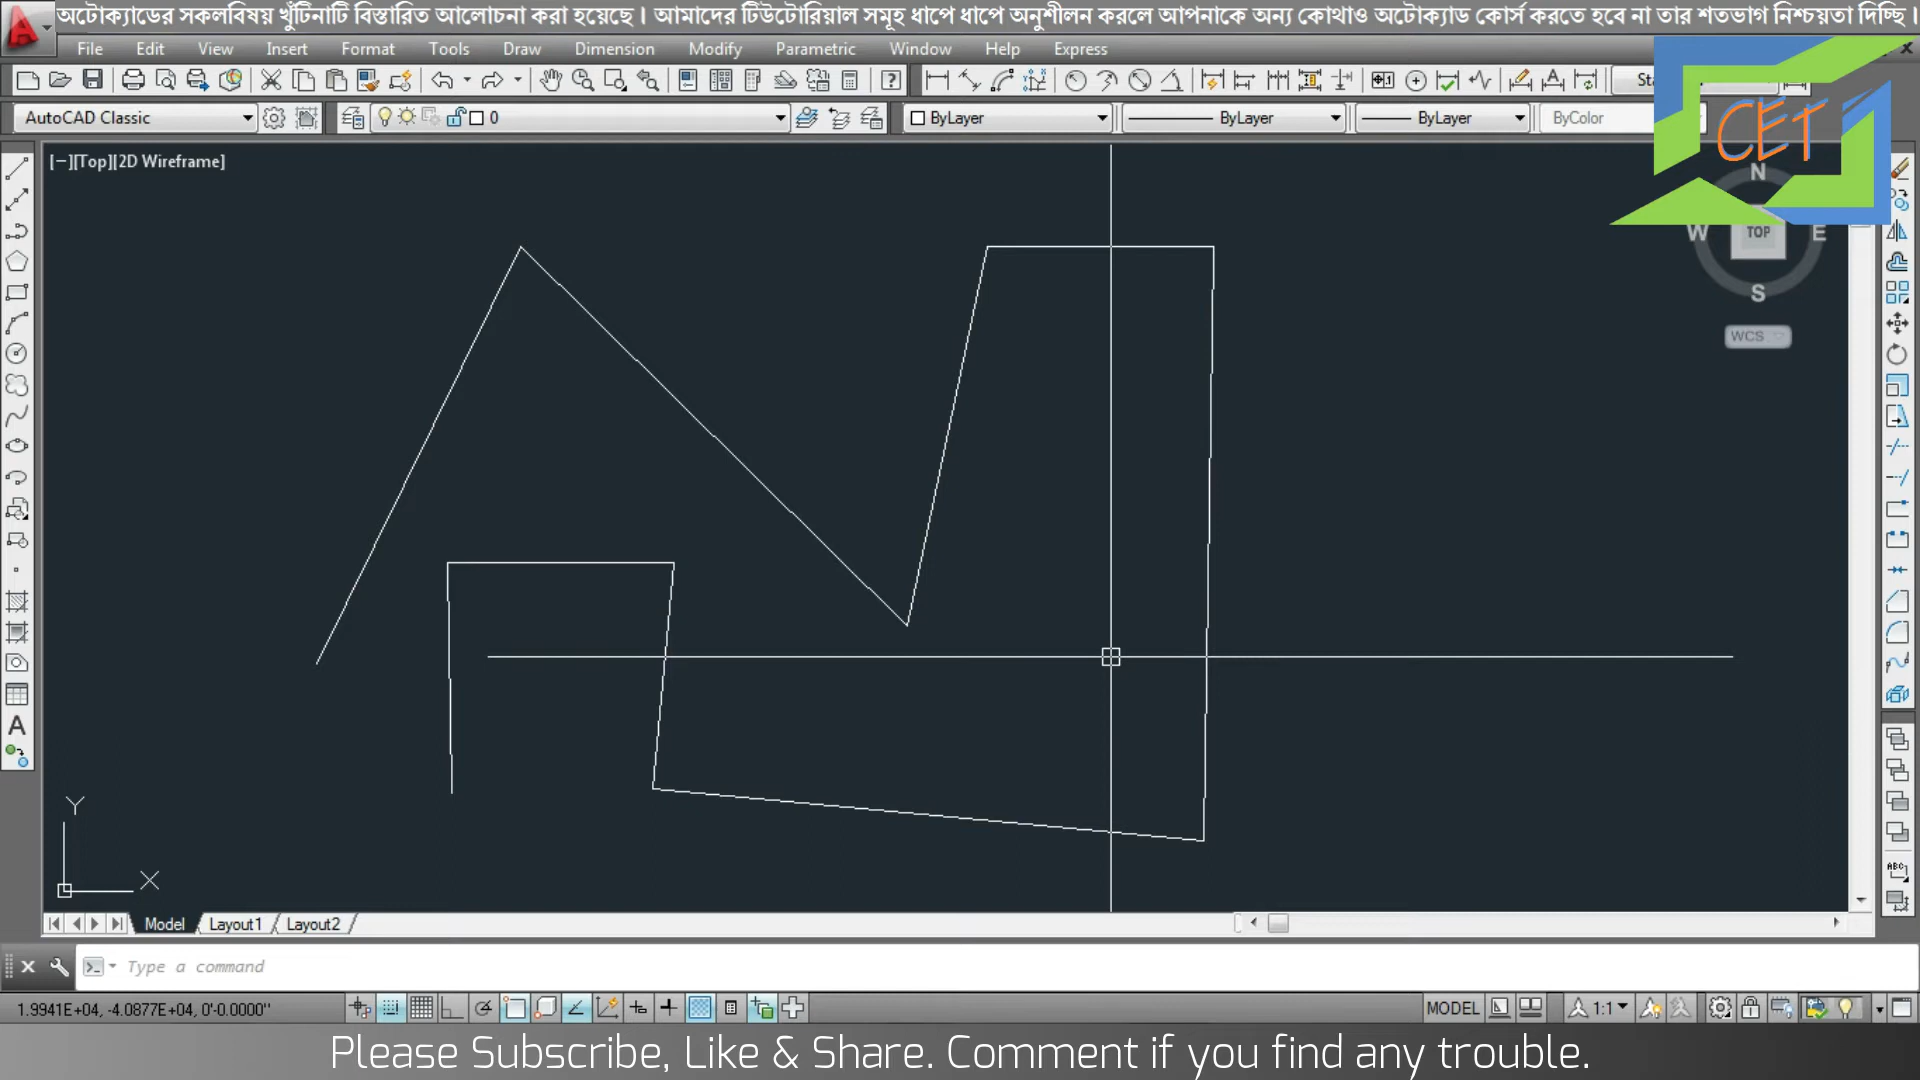 অটোক্যাডের সকলবিষয় খুঁটিনাটি বিস্তারিত আলোচনা করা হয়েছে। আমাদের টিউটোরিয়াল সমূহ ধাপে ধাপে অনুশীলন করলে আপনাকে অন্য কোথাও অটোক্যাড কোর্স করতে হবে না তার শতভাগ নিশ্চয়তা দিচ্ছি।
File Edit View Insert Format Tools Draw Dimension Modify Parametric Window Help Express
AutoCAD Classic 0 ByLayer ByLayer ByLayer ByColor
CET
[−][Top][2D Wireframe]
N
W TOP E
S
WCS
Y
X
Model Layout1 Layout2
Type a command
1.9941E+04, -4.0877E+04, 0'-0.0000" MODEL 1:1
Please Subscribe, Like & Share. Comment if you find any trouble.